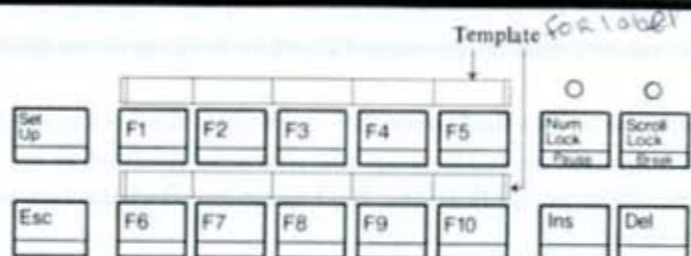 Template For label
Set Up F1 F2 F3 F4 F5 Num Lock Scroll Lock
Pause Break
Esc F6 F7 F8 F9 F10 Ins Del